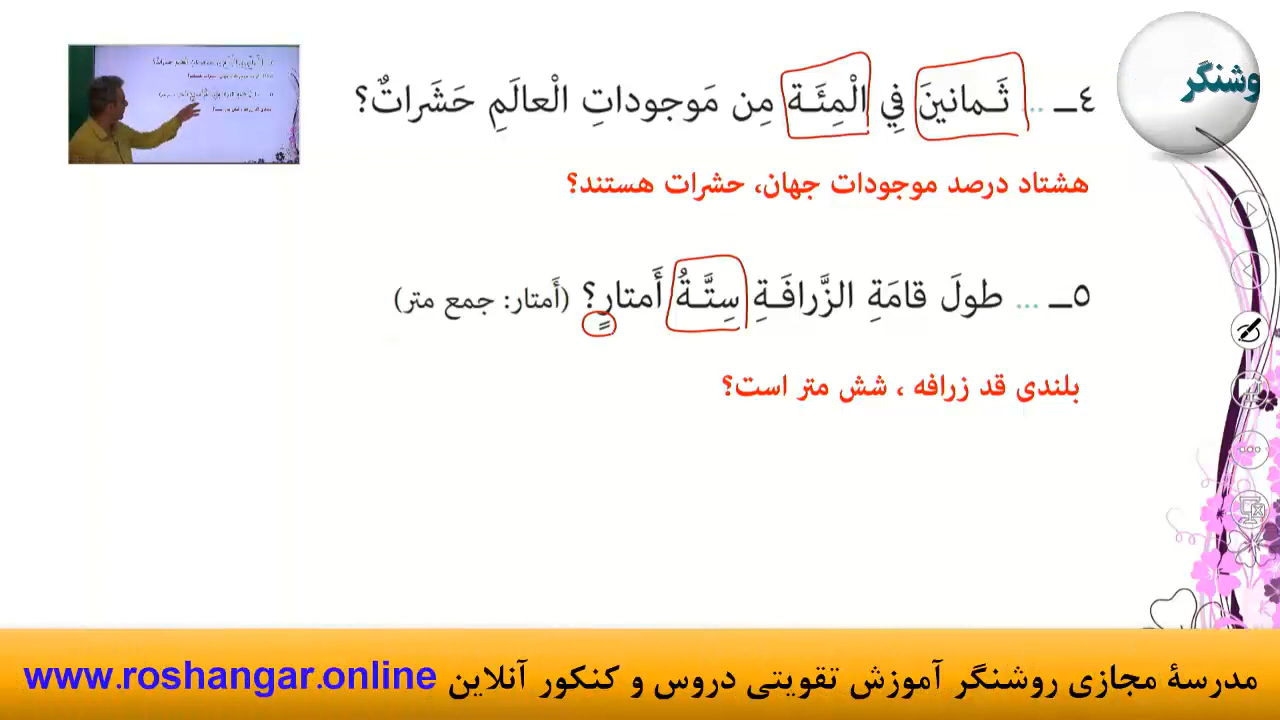 وشنگر
٤ــ ... ثَـمانينَ فِي الْمِئَـة مِن مَوجوداتِ الْعالَمِ حَشَراتٌ؟
هشتاد درصد موجودات جهان، حشرات هستند؟
٥ــ ... طولَ قامَةِ الزَّرافَـةِ سِتَّـةُ أَمتارٍ؟ (أَمتار: جمع متر)
بلندی قد زرافه ، شش متر است؟
مدرسهٔ مجازی روشنگر آموزش تقویتی دروس و کنکور آنلاین www.roshangar.online